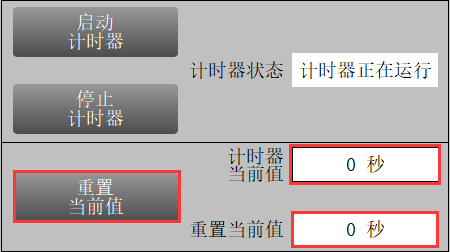 启动
计时器
计时器状态 计时器正在运行
停止
计时器
计时器
当前值
0 秒
重置
当前值
重置当前值 0 秒